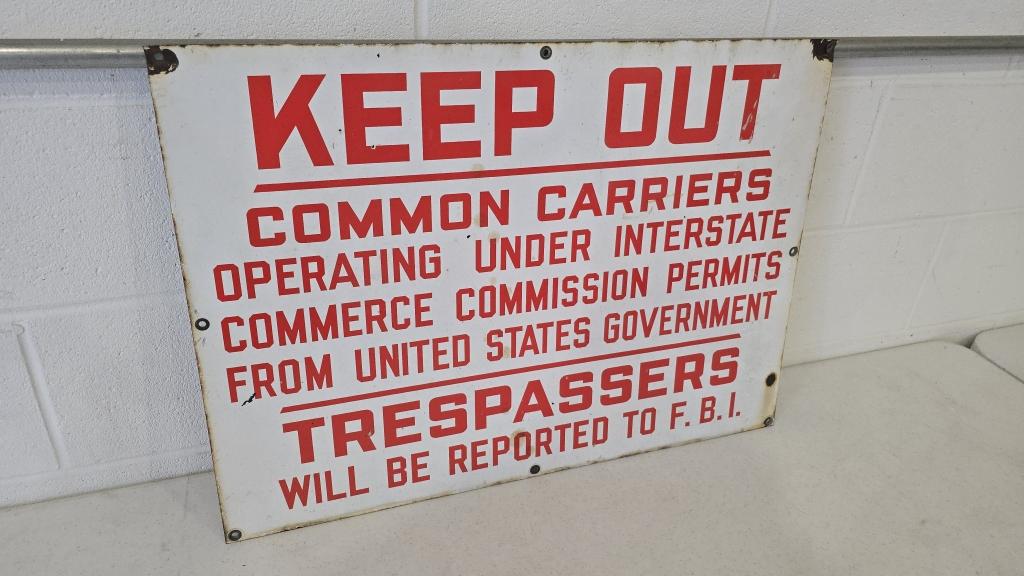 KEEP OUT
COMMON CARRIERS
OPERATING UNDER INTERSTATE
COMMERCE COMMISSION PERMITS
FROM UNITED STATES GOVERNMENT
TRESPASSERS
WILL BE REPORTED TO F.B.I.